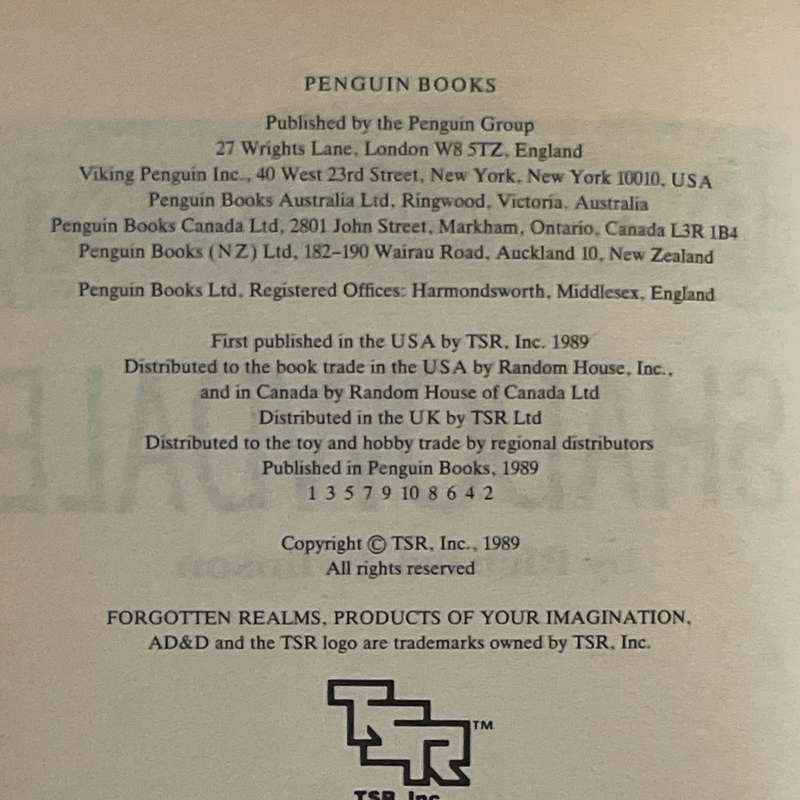 PENGUIN BOOKS
Published by the Penguin Group
27 Wrights Lane, London W8 5TZ, England
Viking Penguin Inc., 40 West 23rd Street, New York, New York 10010, USA
Penguin Books Australia Ltd, Ringwood, Victoria, Australia
Penguin Books Canada Ltd, 2801 John Street, Markham, Ontario, Canada L3R 1B4
Penguin Books (NZ) Ltd, 182–190 Wairau Road, Auckland 10, New Zealand
Penguin Books Ltd, Registered Offices: Harmondsworth, Middlesex, England
First published in the USA by TSR, Inc. 1989
Distributed to the book trade in the USA by Random House, Inc.,
and in Canada by Random House of Canada Ltd
Distributed in the UK by TSR Ltd
Distributed to the toy and hobby trade by regional distributors
Published in Penguin Books, 1989
1 3 5 7 9 10 8 6 4 2
Copyright © TSR, Inc., 1989
All rights reserved
FORGOTTEN REALMS, PRODUCTS OF YOUR IMAGINATION,
AD&D and the TSR logo are trademarks owned by TSR, Inc.
TSR™
TSR, Inc.